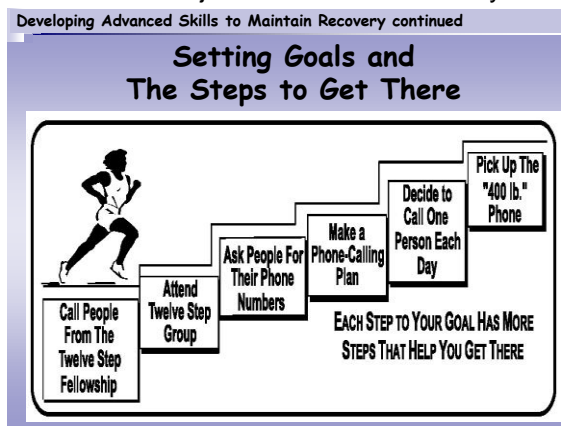 Developing Advanced Skills to Maintain Recovery continued
Setting Goals and
The Steps to Get There
Call People
From The
Twelve Step
Fellowship
Attend
Twelve Step
Group
Ask People For
Their Phone
Numbers
Make a
Phone-Calling
Plan
Decide to
Call One
Person Each
Day
Pick Up The
"400 lb."
Phone
EACH STEP TO YOUR GOAL HAS MORE
STEPS THAT HELP YOU GET THERE